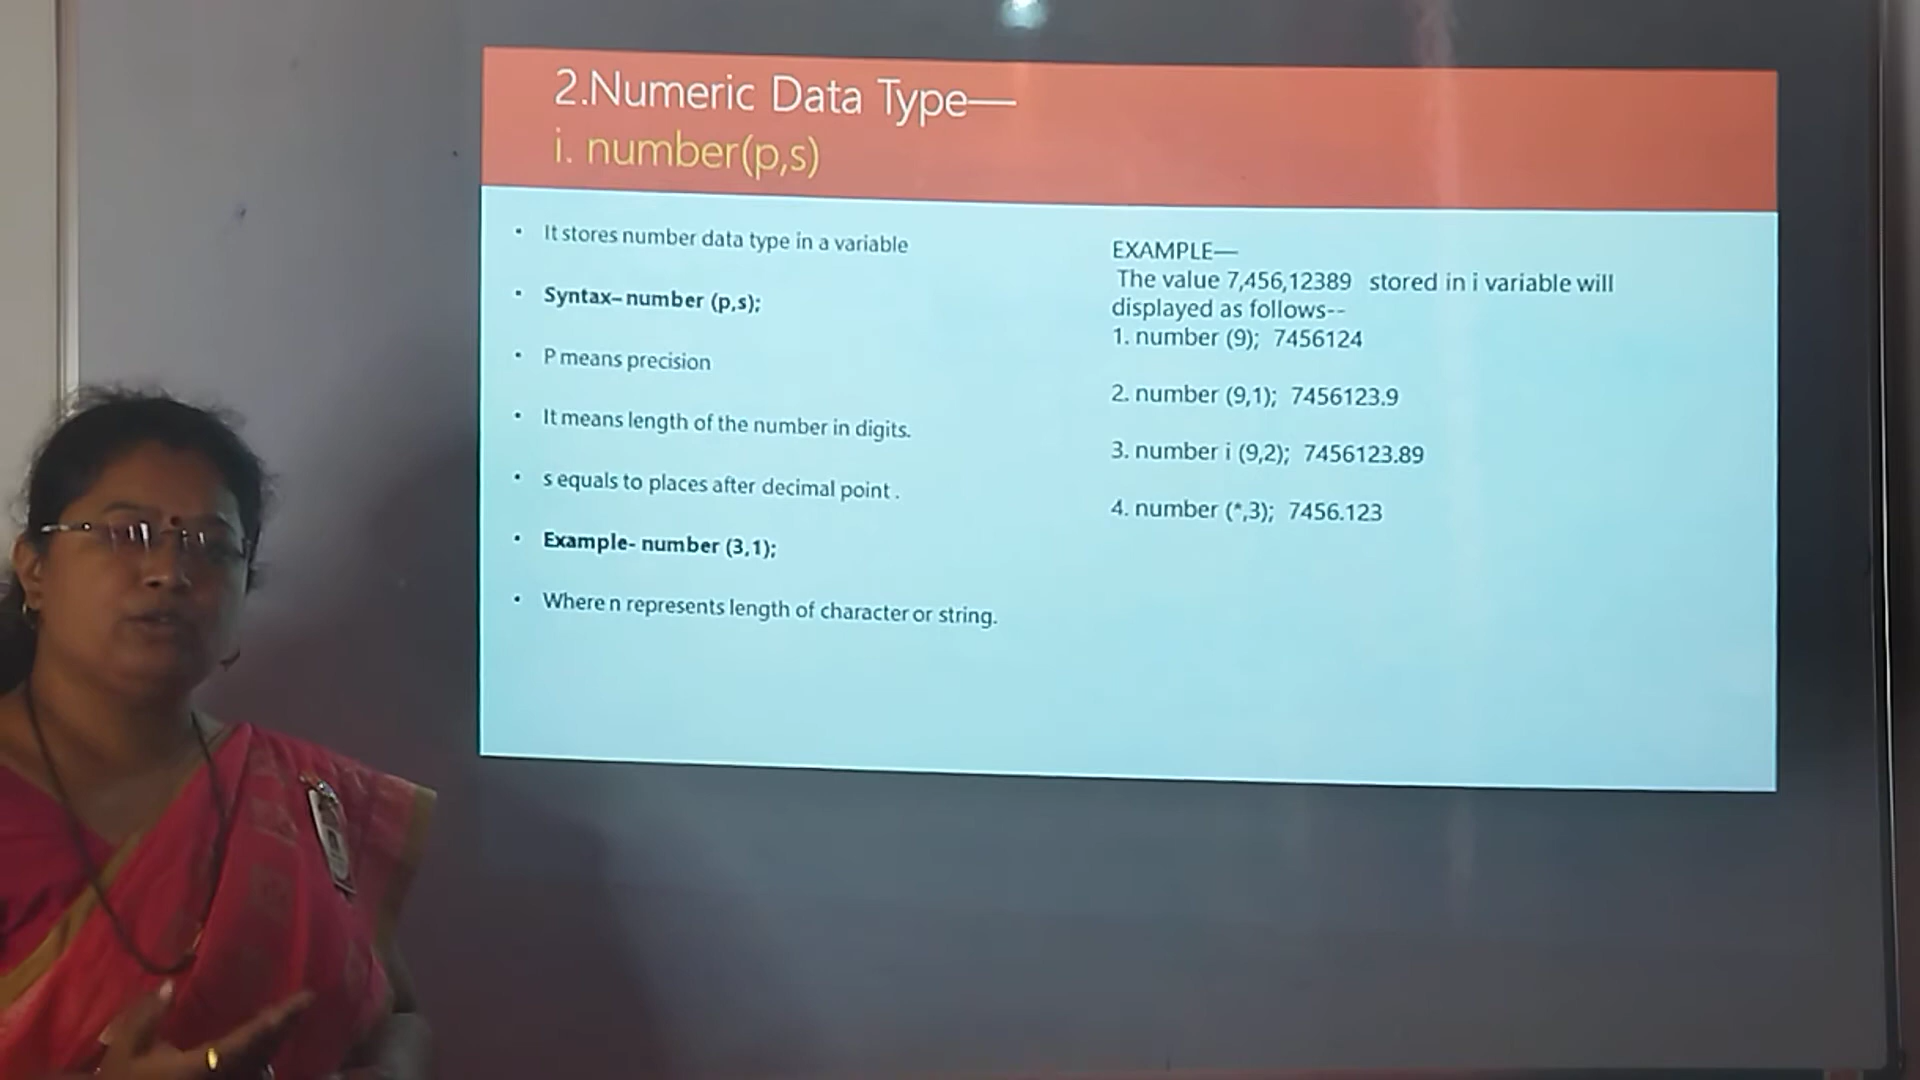 2.Numeric Data Type—
i. number(p,s)
• It stores number data type in a variable
• Syntax–number (p,s);
• P means precision
• It means length of the number in digits.
• s equals to places after decimal point .
• Example- number (3,1);
• Where n represents length of character or string.
EXAMPLE—
The value 7,456,12389 stored in i variable will
displayed as follows--
1. number (9); 7456124
2. number (9,1); 7456123.9
3. number i (9,2); 7456123.89
4. number (*,3); 7456.123